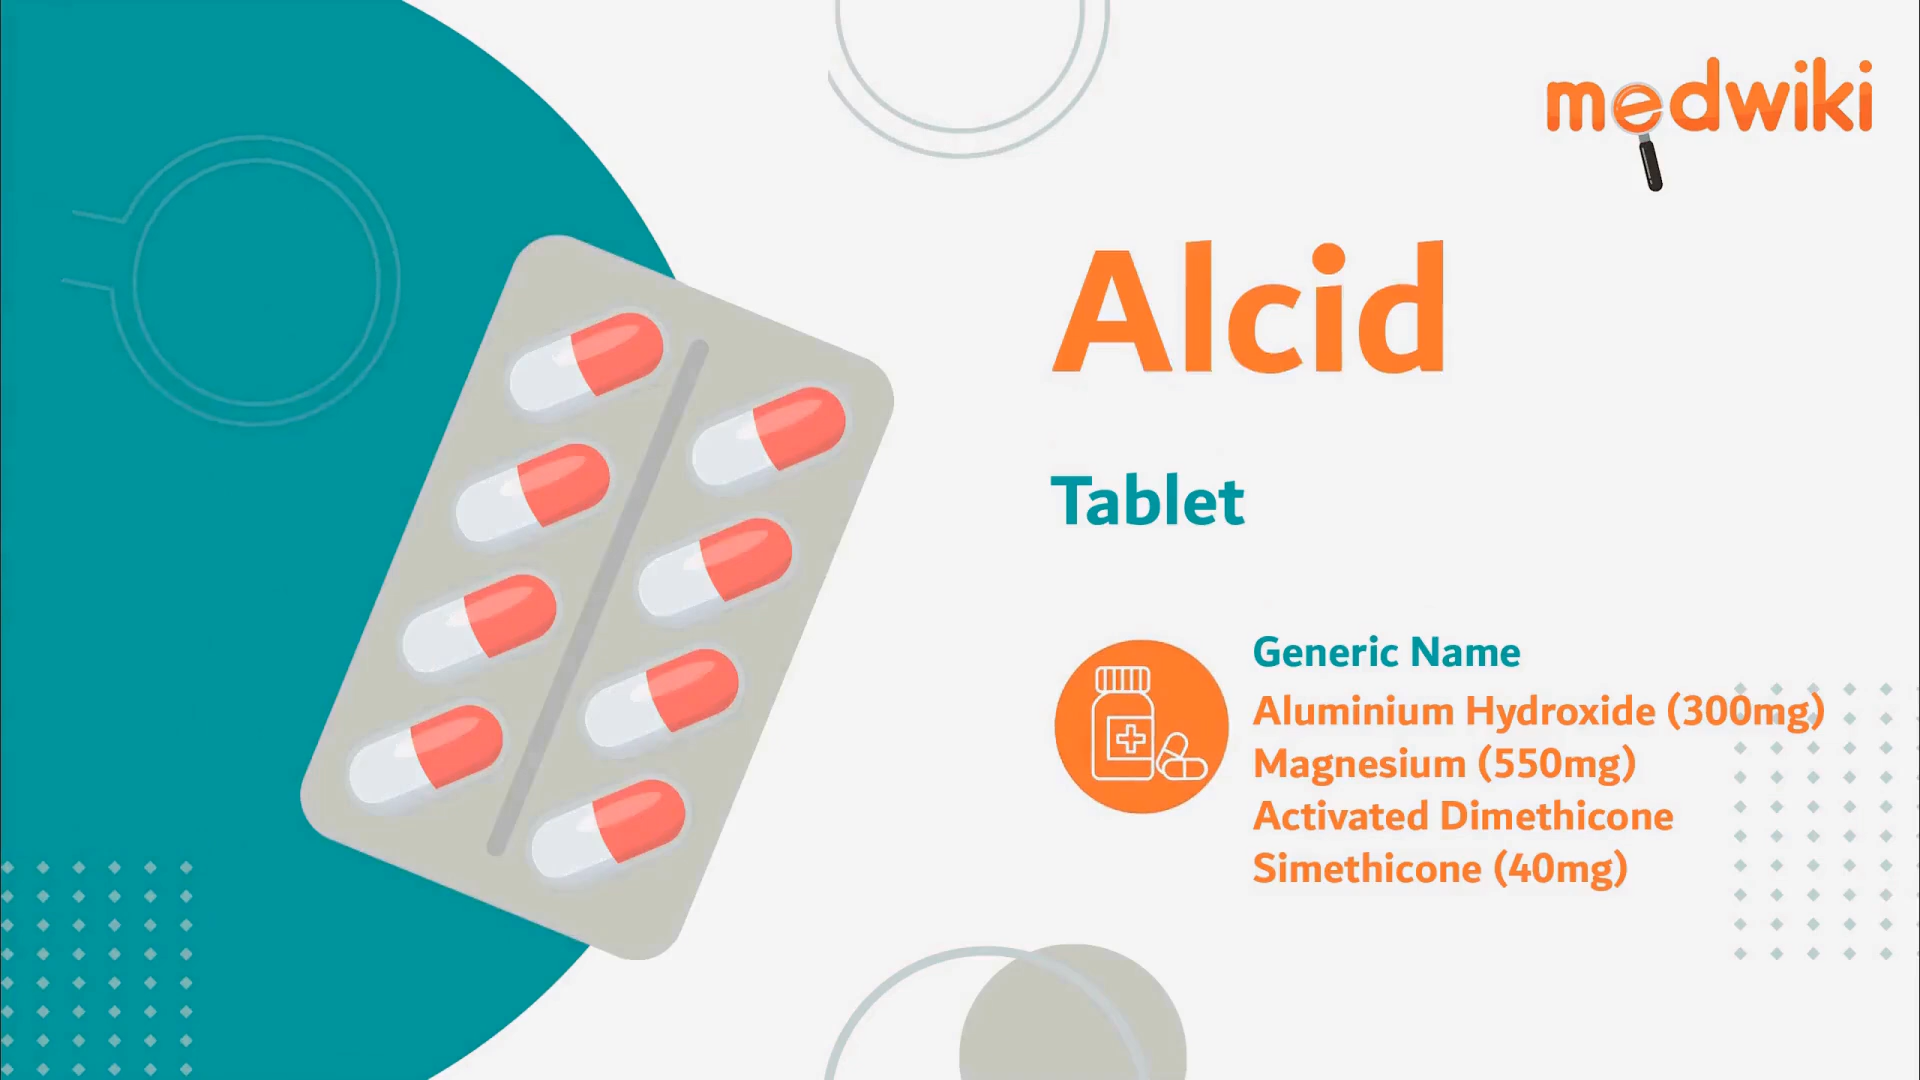 medwiki
Alcid
Tablet
Generic Name
Aluminium Hydroxide (300mg)
Magnesium (550mg)
Activated Dimethicone
Simethicone (40mg)